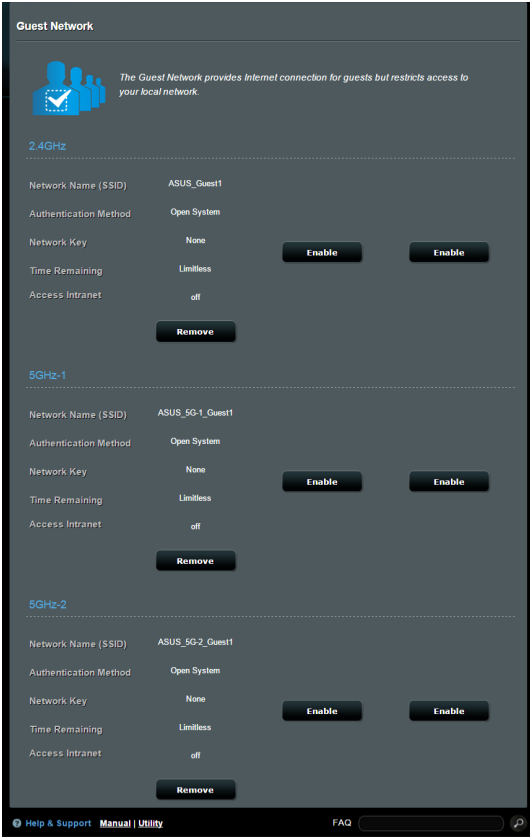 Guest Network
The Guest Network provides Internet connection for guests but restricts access to
your local network.
2.4GHz
Network Name (SSID) ASUS_Guest1
Authentication Method Open System
Network Key None
Enable Enable
Time Remaining Limitless
Access Intranet off
Remove
5GHz-1
Network Name (SSID) ASUS_5G-1_Guest1
Authentication Method Open System
Network Key None
Enable Enable
Time Remaining Limitless
Access Intranet off
Remove
5GHz-2
Network Name (SSID) ASUS_5G-2_Guest1
Authentication Method Open System
Network Key None
Enable Enable
Time Remaining Limitless
Access Intranet off
Remove
? Help & Support Manual | Utility FAQ